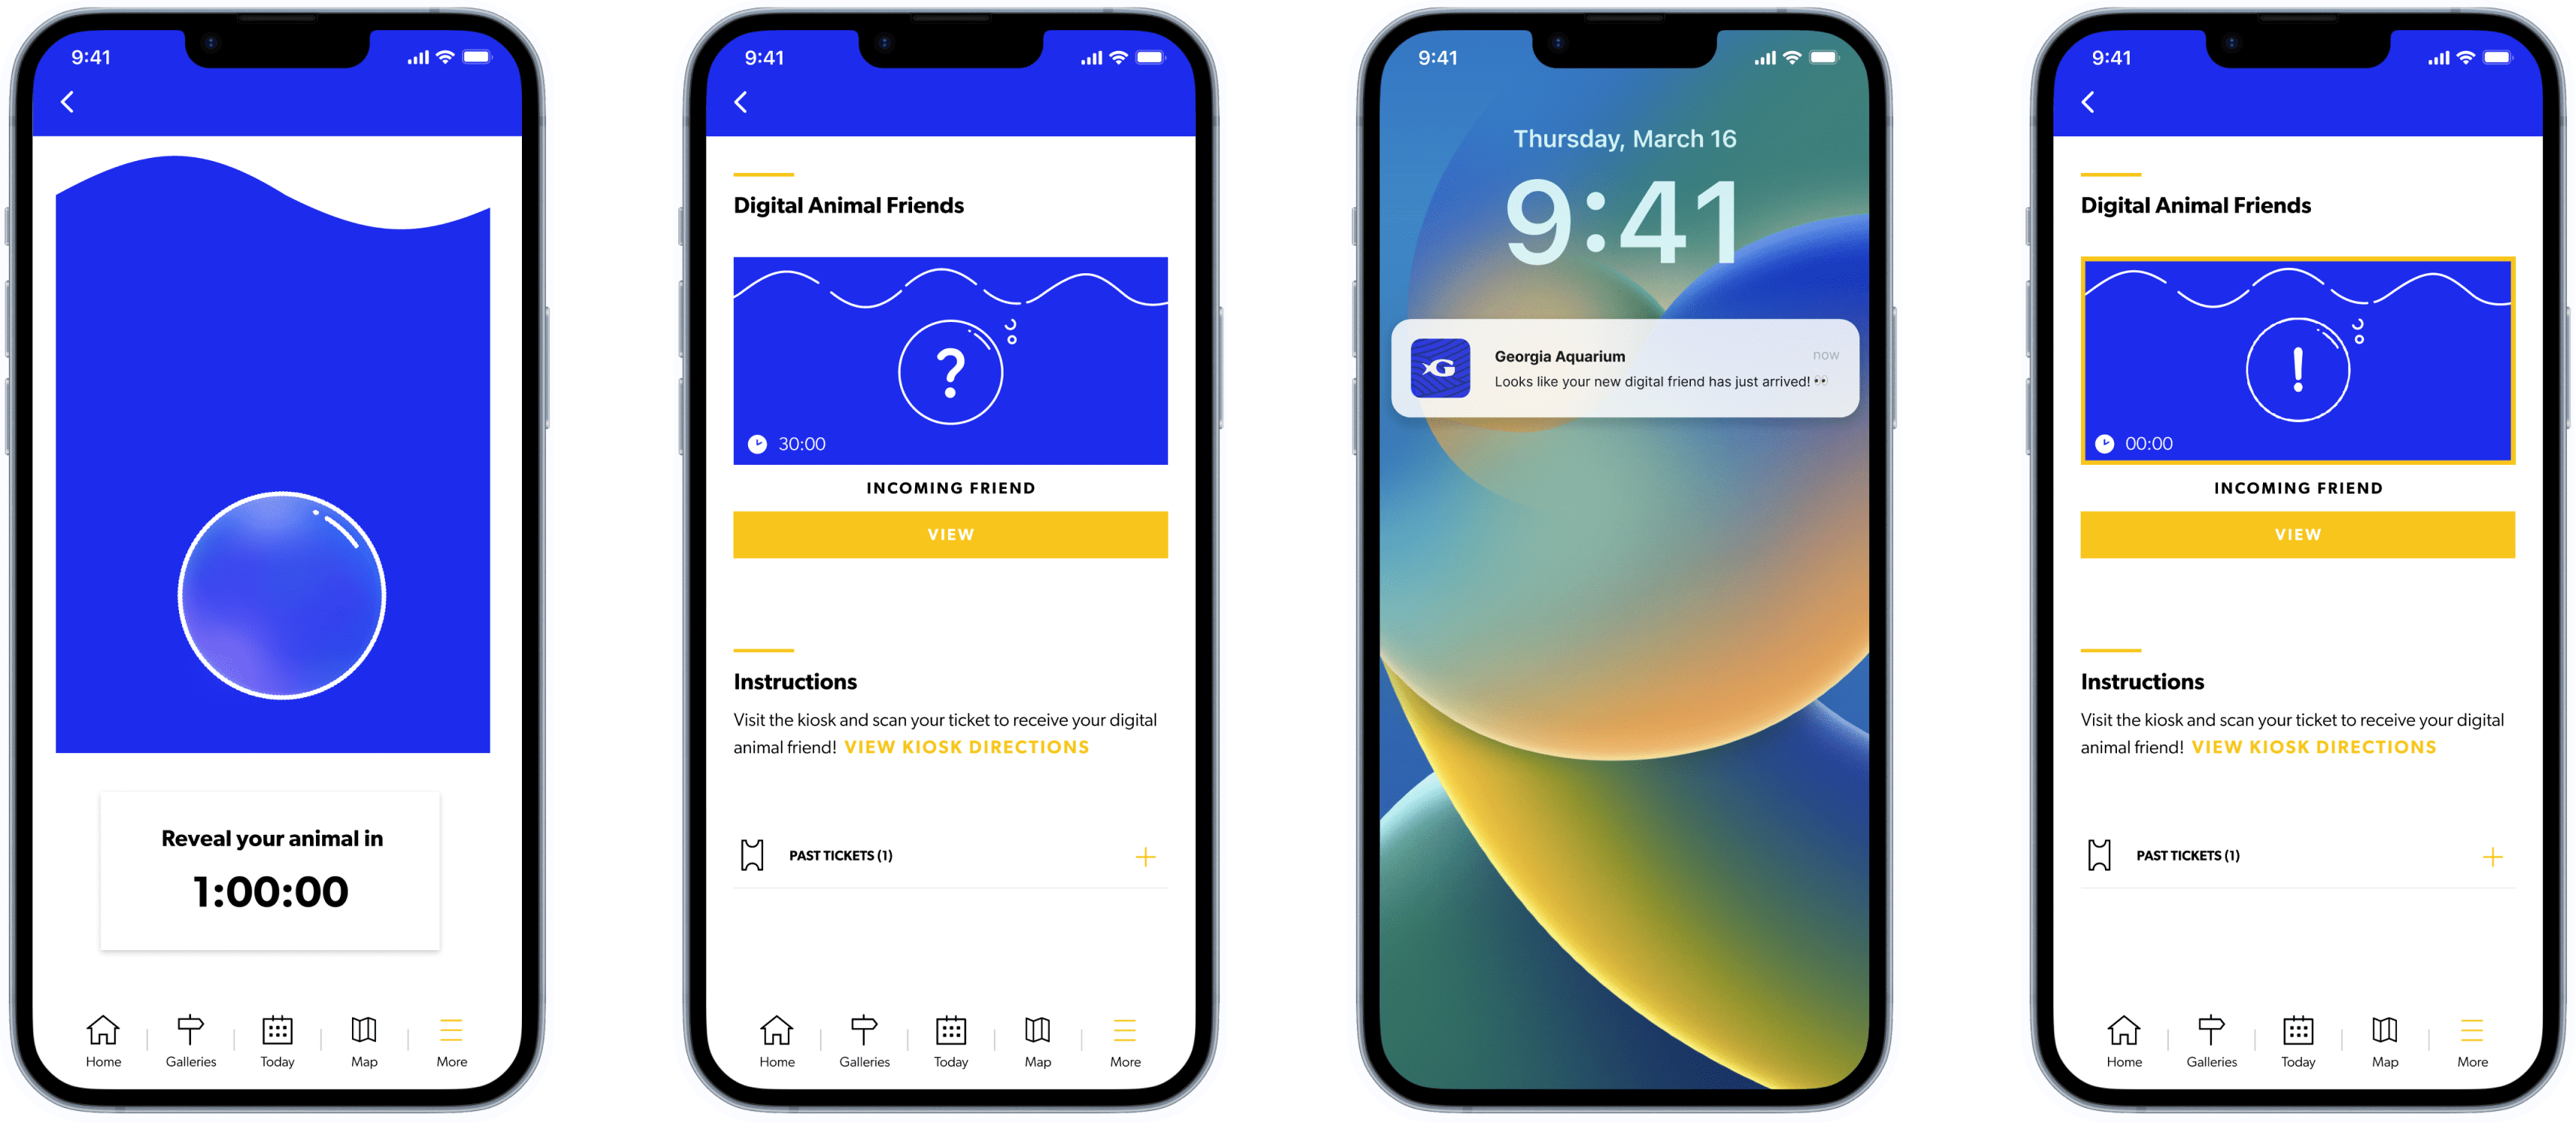 9:41
Reveal your animal in
1:00:00
Home
Galleries
Today
Map
More
9:41
Digital Animal Friends
?
30:00
INCOMING FRIEND
VIEW
Instructions
Visit the kiosk and scan your ticket to receive your digital
animal friend! VIEW KIOSK DIRECTIONS
PAST TICKETS (1)
Home
Galleries
Today
Map
More
9:41
Thursday, March 16
9:41
G
Georgia Aquarium
now
Looks like your new digital friend has just arrived! 👀
9:41
Digital Animal Friends
!
00:00
INCOMING FRIEND
VIEW
Instructions
Visit the kiosk and scan your ticket to receive your digital
animal friend! VIEW KIOSK DIRECTIONS
PAST TICKETS (1)
Home
Galleries
Today
Map
More